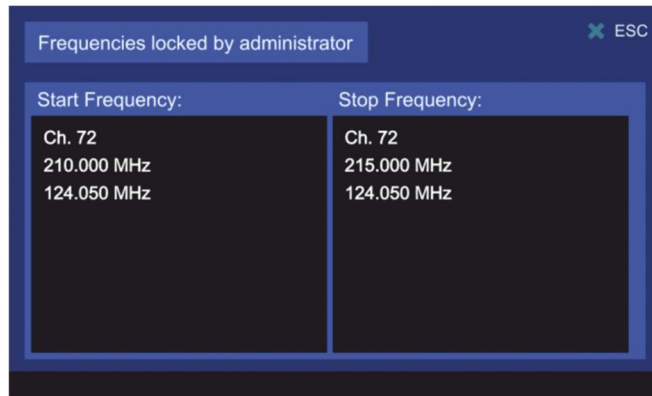 Frequencies locked by administrator
ESC
Start Frequency:
Stop Frequency:
Ch. 72
Ch. 72
210.000 MHz
215.000 MHz
124.050 MHz
124.050 MHz